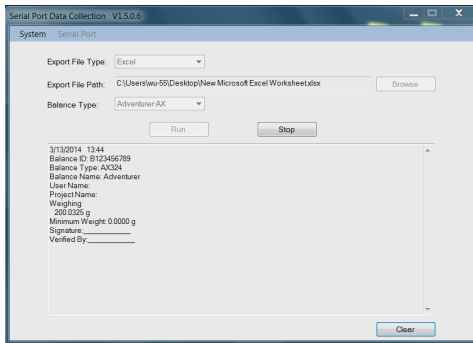 Serial Port Data Collection V1.5.0.6
System Serial Port
Export File Type: Excel
Export File Path: C:\Users\wu-55\Desktop\New Microsoft Excel Worksheet.xlsx Browse
Balance Type: Adventurer-AX
Run Stop
3/13/2014 13:44
Balance ID: B123456789
Balance Type: AX324
Balance Name: Adventurer
User Name:
Project Name:
Weighing
200.0325 g
Minimum Weight: 0.0000 g
Signature:___________
Verified By:___________
Clear